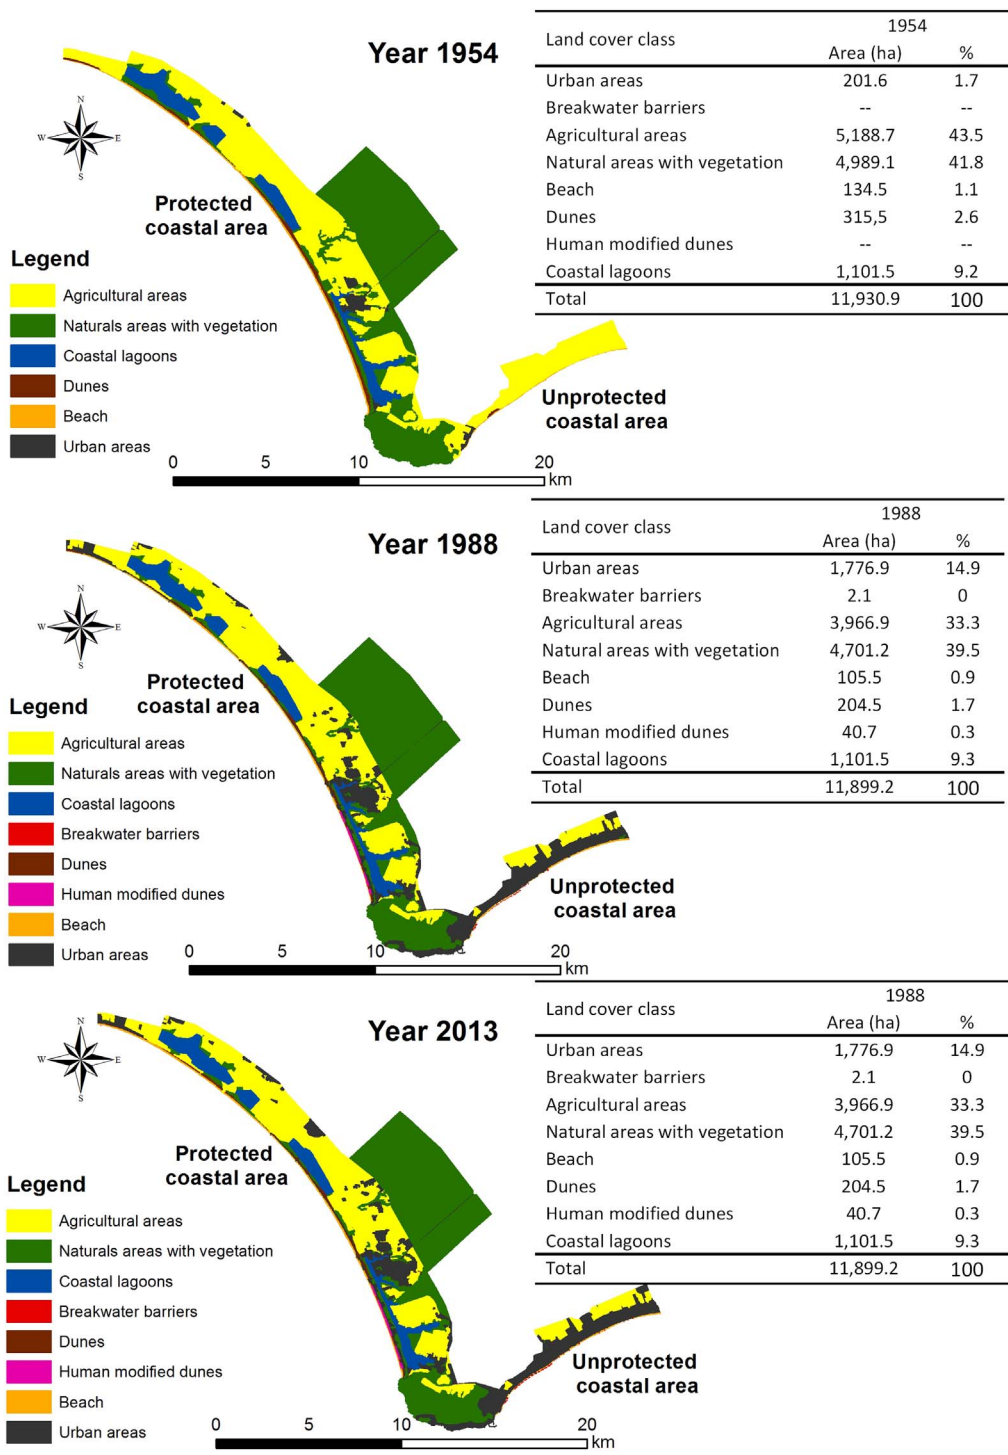 Year 1954
N
W E
S
Protected
coastal area
Unprotected
coastal area
Legend
Agricultural areas
Naturals areas with vegetation
Coastal lagoons
Dunes
Beach
Urban areas
0 5 10 20
km
Land cover class 1954
Area (ha) %
Urban areas 201.6 1.7
Breakwater barriers -- --
Agricultural areas 5,188.7 43.5
Natural areas with vegetation 4,989.1 41.8
Beach 134.5 1.1
Dunes 315,5 2.6
Human modified dunes -- --
Coastal lagoons 1,101.5 9.2
Total 11,930.9 100
Year 1988
N
W E
S
Protected
coastal area
Unprotected
coastal area
Legend
Agricultural areas
Naturals areas with vegetation
Coastal lagoons
Breakwater barriers
Dunes
Human modified dunes
Beach
Urban areas
0 5 10 20
km
Land cover class 1988
Area (ha) %
Urban areas 1,776.9 14.9
Breakwater barriers 2.1 0
Agricultural areas 3,966.9 33.3
Natural areas with vegetation 4,701.2 39.5
Beach 105.5 0.9
Dunes 204.5 1.7
Human modified dunes 40.7 0.3
Coastal lagoons 1,101.5 9.3
Total 11,899.2 100
Year 2013
N
W E
S
Protected
coastal area
Unprotected
coastal area
Legend
Agricultural areas
Naturals areas with vegetation
Coastal lagoons
Breakwater barriers
Dunes
Human modified dunes
Beach
Urban areas
0 5 10 20
km
Land cover class 1988
Area (ha) %
Urban areas 1,776.9 14.9
Breakwater barriers 2.1 0
Agricultural areas 3,966.9 33.3
Natural areas with vegetation 4,701.2 39.5
Beach 105.5 0.9
Dunes 204.5 1.7
Human modified dunes 40.7 0.3
Coastal lagoons 1,101.5 9.3
Total 11,899.2 100